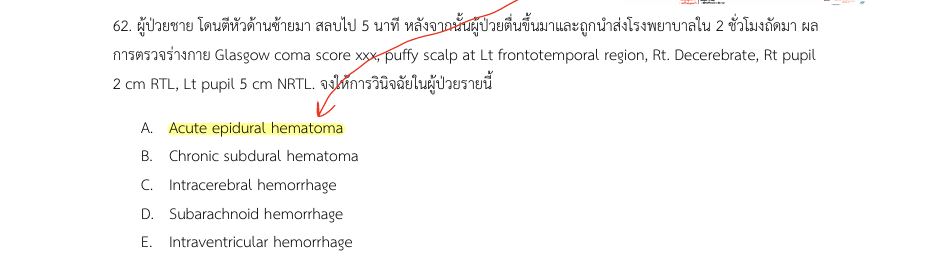 62. ผู้ป่วยชาย โดนตีหัวด้านซ้ายมา สลบไป 5 นาที หลังจากนั้นผู้ป่วยตื่นขึ้นมาและถูกนำส่งโรงพยาบาลใน 2 ชั่วโมงถัดมา ผล
การตรวจร่างกาย Glasgow coma score xxx, puffy scalp at Lt frontotemporal region, Rt. Decerebrate, Rt pupil
2 cm RTL, Lt pupil 5 cm NRTL. จงให้การวินิจฉัยในผู้ป่วยรายนี้
A. Acute epidural hematoma
B. Chronic subdural hematoma
C. Intracerebral hemorrhage
D. Subarachnoid hemorrhage
E. Intraventricular hemorrhage